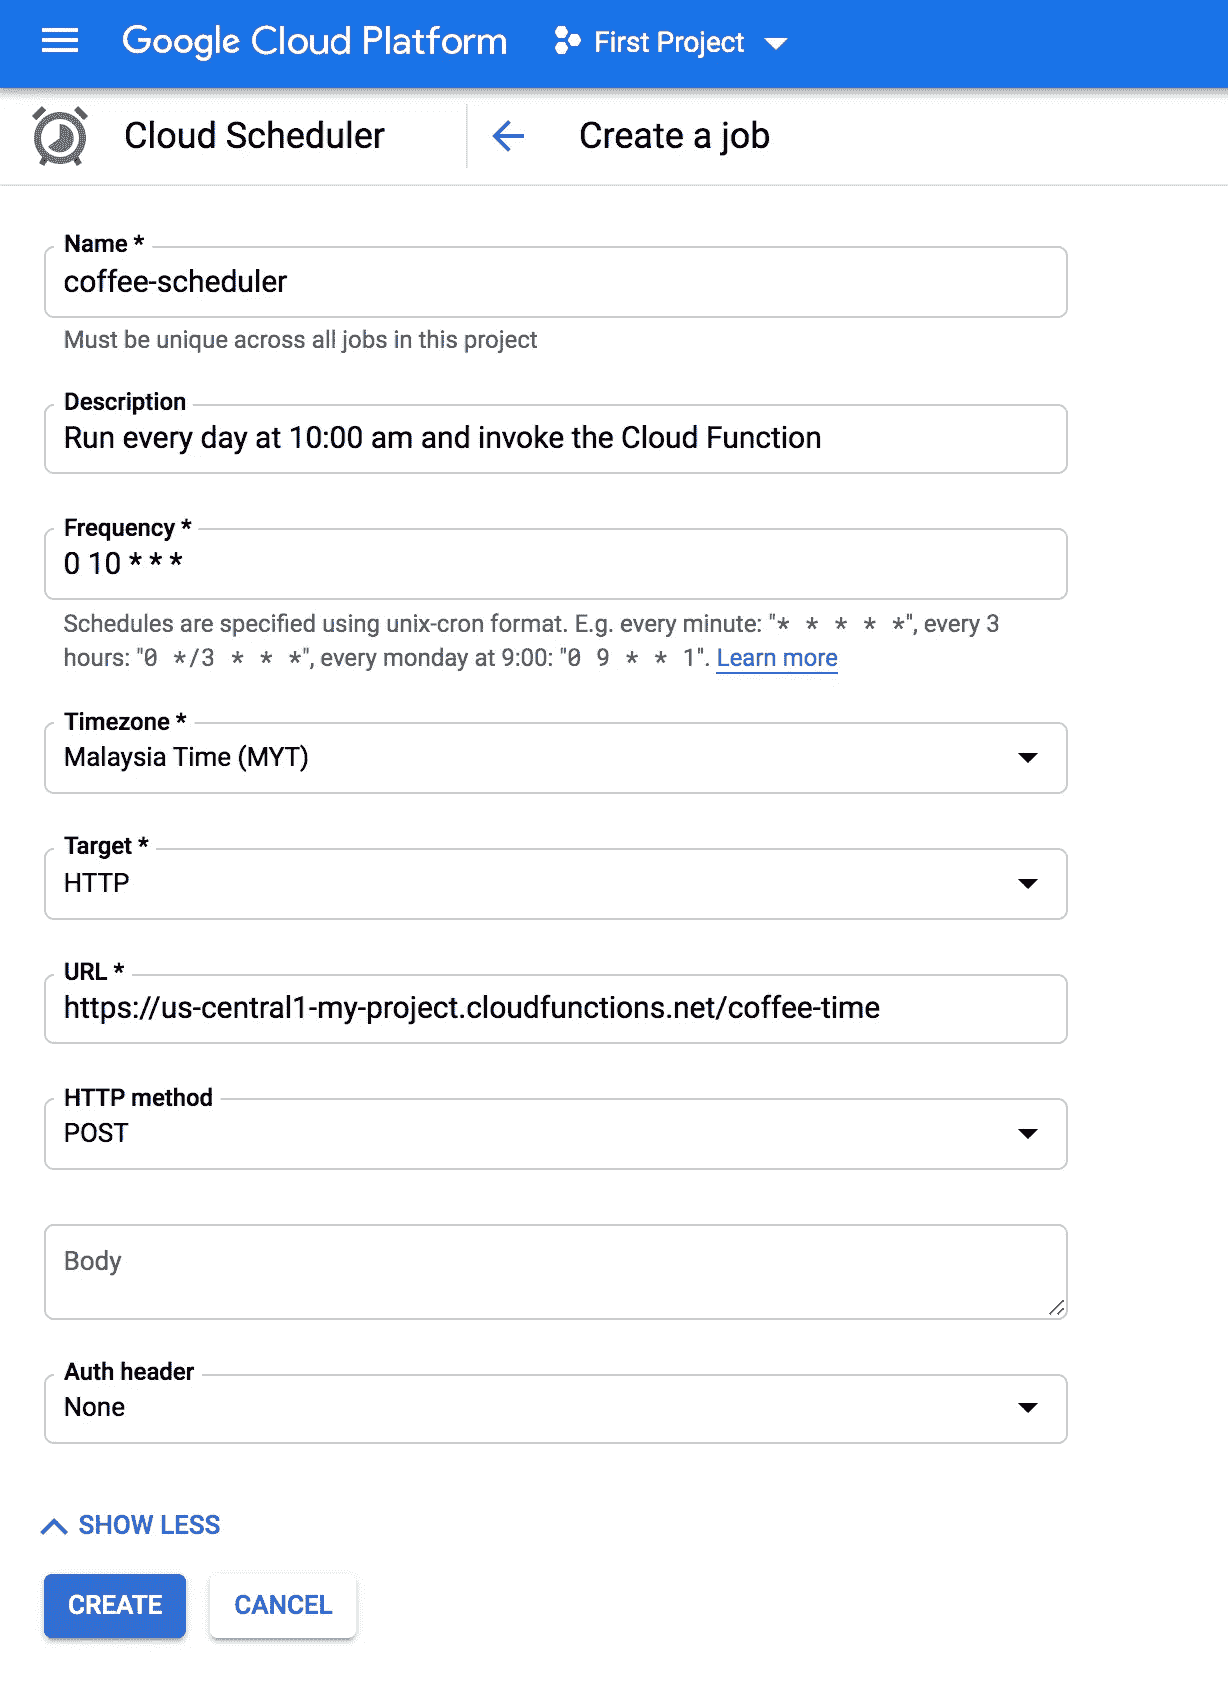 Google Cloud Platform First Project
Cloud Scheduler Create a job
Name *
coffee-scheduler
Must be unique across all jobs in this project
Description
Run every day at 10:00 am and invoke the Cloud Function
Frequency *
0 10 * * *
Schedules are specified using unix-cron format. E.g. every minute: "* * * * *", every 3
hours: "0 */3 * * *", every monday at 9:00: "0 9 * * 1". Learn more
Timezone *
Malaysia Time (MYT)
Target *
HTTP
URL *
https://us-central1-my-project.cloudfunctions.net/coffee-time
HTTP method
POST
Body
Auth header
None
SHOW LESS
CREATE CANCEL